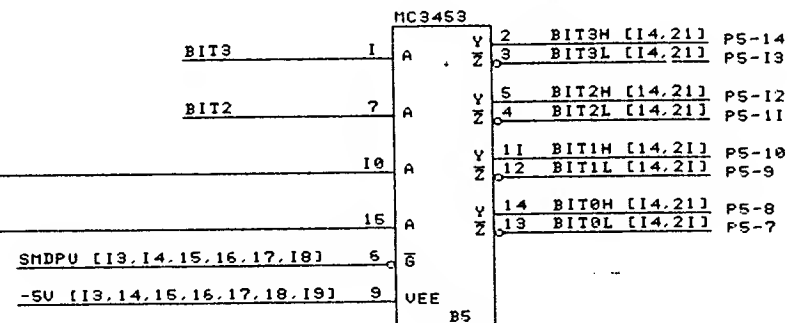 MC3453
BIT3 1 A Y 2 BIT3H [14,21] P5-14
Z 3 BIT3L [14,21] P5-13
BIT2 7 A Y 5 BIT2H [14,21] P5-12
Z 4 BIT2L [14,21] P5-11
10 A Y 11 BIT1H [14,21] P5-10
Z 12 BIT1L [14,21] P5-9
15 A Y 14 BIT0H [14,21] P5-8
Z 13 BIT0L [14,21] P5-7
SMDPU [13,14,15,16,17,18] 6 G
-5V [13,14,15,16,17,18,19] 9 VEE
B5